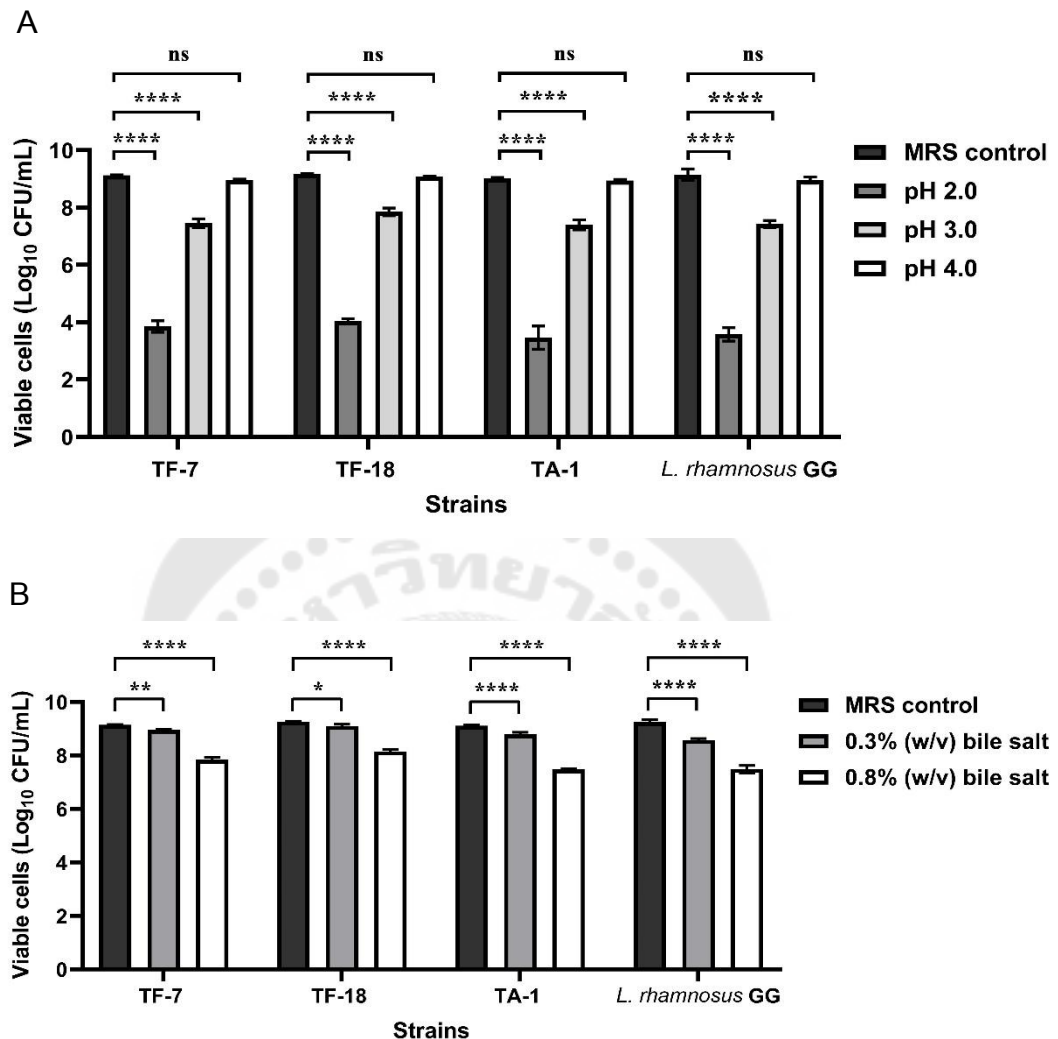 A
ns ns ns ns
**** **** **** ****
**** **** **** ****
Viable cells (Log10 CFU/mL)
10
8
6
4
2
0
TF-7 TF-18 TA-1 L. rhamnosus GG
Strains
MRS control
pH 2.0
pH 3.0
pH 4.0
B
**** **** **** ****
** * **** ****
Viable cells (Log10 CFU/mL)
10
8
6
4
2
0
TF-7 TF-18 TA-1 L. rhamnosus GG
Strains
MRS control
0.3% (w/v) bile salt
0.8% (w/v) bile salt